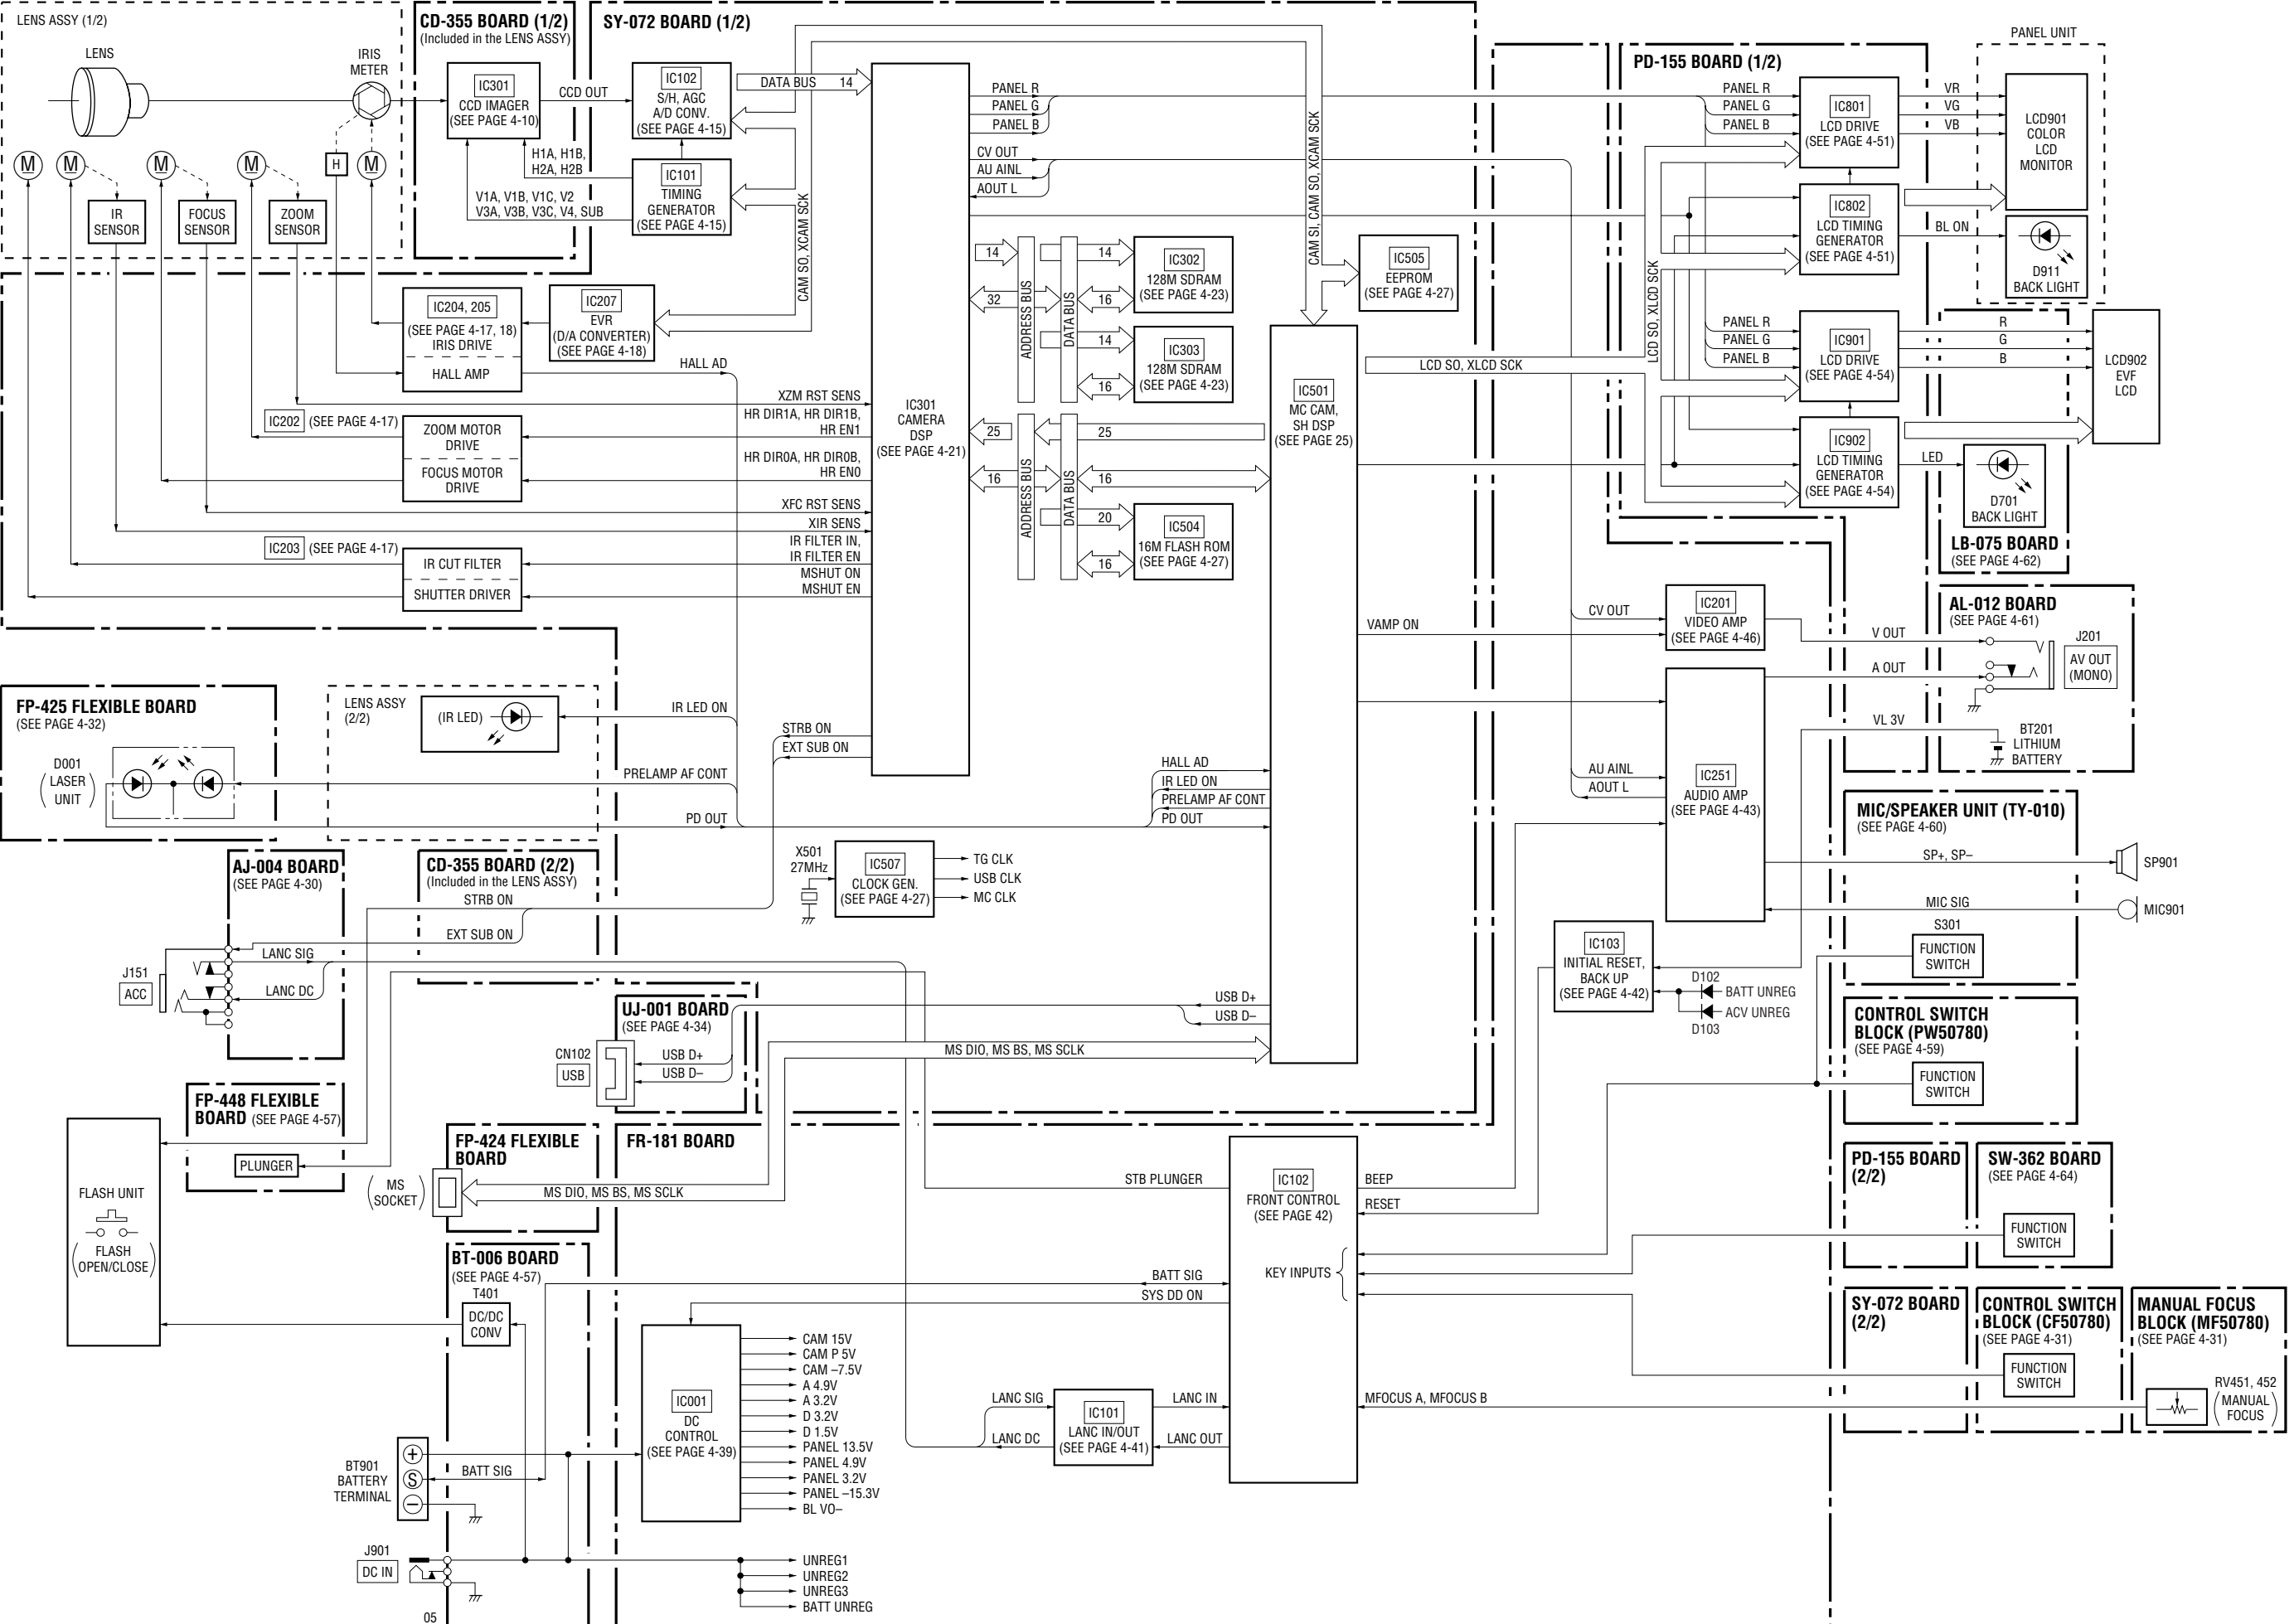 LENS ASSY (1/2)
LENS
IRIS
METER
M
M
M
M
H
M
IR
SENSOR
FOCUS
SENSOR
ZOOM
SENSOR
CD-355 BOARD (1/2)
(Included in the LENS ASSY)
IC301
CCD IMAGER
(SEE PAGE 4-10)
CCD OUT
H1A, H1B,
H2A, H2B
V1A, V1B, V1C, V2
V3A, V3B, V3C, V4, SUB
SY-072 BOARD (1/2)
IC102
S/H, AGC
A/D CONV.
(SEE PAGE 4-15)
IC101
TIMING
GENERATOR
(SEE PAGE 4-15)
DATA BUS 14
CAM SO, XCAM SCK
IC204, 205
(SEE PAGE 4-17, 18)
IRIS DRIVE
HALL AMP
IC207
EVR
(D/A CONVERTER)
(SEE PAGE 4-18)
HALL AD
XZM RST SENS
IC202 (SEE PAGE 4-17)
ZOOM MOTOR
DRIVE
FOCUS MOTOR
DRIVE
HR DIR1A, HR DIR1B,
HR EN1
HR DIR0A, HR DIR0B,
HR EN0
XFC RST SENS
XIR SENS
IC203 (SEE PAGE 4-17)
IR CUT FILTER
SHUTTER DRIVER
IR FILTER IN,
IR FILTER EN
MSHUT ON
MSHUT EN
IC301
CAMERA
DSP
(SEE PAGE 4-21)
PANEL R
PANEL G
PANEL B
CV OUT
AU AINL
AOUT L
CAM SI, CAM SO, XCAM SCK
14
32
ADDRESS BUS
DATA BUS
14
16
14
16
IC302
128M SDRAM
(SEE PAGE 4-23)
IC303
128M SDRAM
(SEE PAGE 4-23)
IC505
EEPROM
(SEE PAGE 4-27)
25
16
ADDRESS BUS
DATA BUS
25
16
20
16
IC504
16M FLASH ROM
(SEE PAGE 4-27)
IC501
MC CAM,
SH DSP
(SEE PAGE 25)
LCD SO, XLCD SCK
LCD SO, XLCD SCK
PD-155 BOARD (1/2)
PANEL R
PANEL G
PANEL B
IC801
LCD DRIVE
(SEE PAGE 4-51)
IC802
LCD TIMING
GENERATOR
(SEE PAGE 4-51)
PANEL R
PANEL G
PANEL B
IC901
LCD DRIVE
(SEE PAGE 4-54)
IC902
LCD TIMING
GENERATOR
(SEE PAGE 4-54)
PANEL UNIT
VR
VG
VB
LCD901
COLOR
LCD
MONITOR
BL ON
D911
BACK LIGHT
R
G
B
LCD902
EVF
LCD
LED
D701
BACK LIGHT
LB-075 BOARD
(SEE PAGE 4-62)
CV OUT
VAMP ON
IC201
VIDEO AMP
(SEE PAGE 4-46)
AL-012 BOARD
(SEE PAGE 4-61)
V OUT
A OUT
J201
AV OUT
(MONO)
VL 3V
BT201
LITHIUM
BATTERY
AU AINL
AOUT L
IC251
AUDIO AMP
(SEE PAGE 4-43)
MIC/SPEAKER UNIT (TY-010)
(SEE PAGE 4-60)
SP+, SP–
SP901
MIC SIG
MIC901
S301
FUNCTION
SWITCH
IC103
INITIAL RESET,
BACK UP
(SEE PAGE 4-42)
D102
BATT UNREG
ACV UNREG
D103
CONTROL SWITCH
BLOCK (PW50780)
(SEE PAGE 4-59)
FUNCTION
SWITCH
FP-425 FLEXIBLE BOARD
(SEE PAGE 4-32)
D001
(LASER
UNIT)
LENS ASSY
(2/2)
(IR LED)
IR LED ON
STRB ON
EXT SUB ON
PRELAMP AF CONT
PD OUT
HALL AD
IR LED ON
PRELAMP AF CONT
PD OUT
X501
27MHz
IC507
CLOCK GEN.
(SEE PAGE 4-27)
TG CLK
USB CLK
MC CLK
AJ-004 BOARD
(SEE PAGE 4-30)
CD-355 BOARD (2/2)
(Included in the LENS ASSY)
STRB ON
EXT SUB ON
LANC SIG
LANC DC
J151
ACC
UJ-001 BOARD
(SEE PAGE 4-34)
CN102
USB
USB D+
USB D–
USB D+
USB D–
MS DIO, MS BS, MS SCLK
FP-448 FLEXIBLE
BOARD (SEE PAGE 4-57)
PLUNGER
FLASH UNIT
(FLASH
OPEN/CLOSE)
FP-424 FLEXIBLE
BOARD
(MS
SOCKET)
MS DIO, MS BS, MS SCLK
FR-181 BOARD
STB PLUNGER
IC102
FRONT CONTROL
(SEE PAGE 42)
BEEP
RESET
KEY INPUTS
BATT SIG
SYS DD ON
PD-155 BOARD
(2/2)
SW-362 BOARD
(SEE PAGE 4-64)
FUNCTION
SWITCH
SY-072 BOARD
(2/2)
CONTROL SWITCH
BLOCK (CF50780)
(SEE PAGE 4-31)
FUNCTION
SWITCH
MANUAL FOCUS
BLOCK (MF50780)
(SEE PAGE 4-31)
RV451, 452
(MANUAL
FOCUS)
MFOCUS A, MFOCUS B
BT-006 BOARD
(SEE PAGE 4-57)
T401
DC/DC
CONV
IC001
DC
CONTROL
(SEE PAGE 4-39)
CAM 15V
CAM P 5V
CAM –7.5V
A 4.9V
A 3.2V
D 3.2V
D 1.5V
PANEL 13.5V
PANEL 4.9V
PANEL 3.2V
PANEL –15.3V
BL VO–
LANC SIG
LANC DC
IC101
LANC IN/OUT
(SEE PAGE 4-41)
LANC IN
LANC OUT
BT901
BATTERY
TERMINAL
+
S
–
BATT SIG
J901
DC IN
UNREG1
UNREG2
UNREG3
BATT UNREG
05